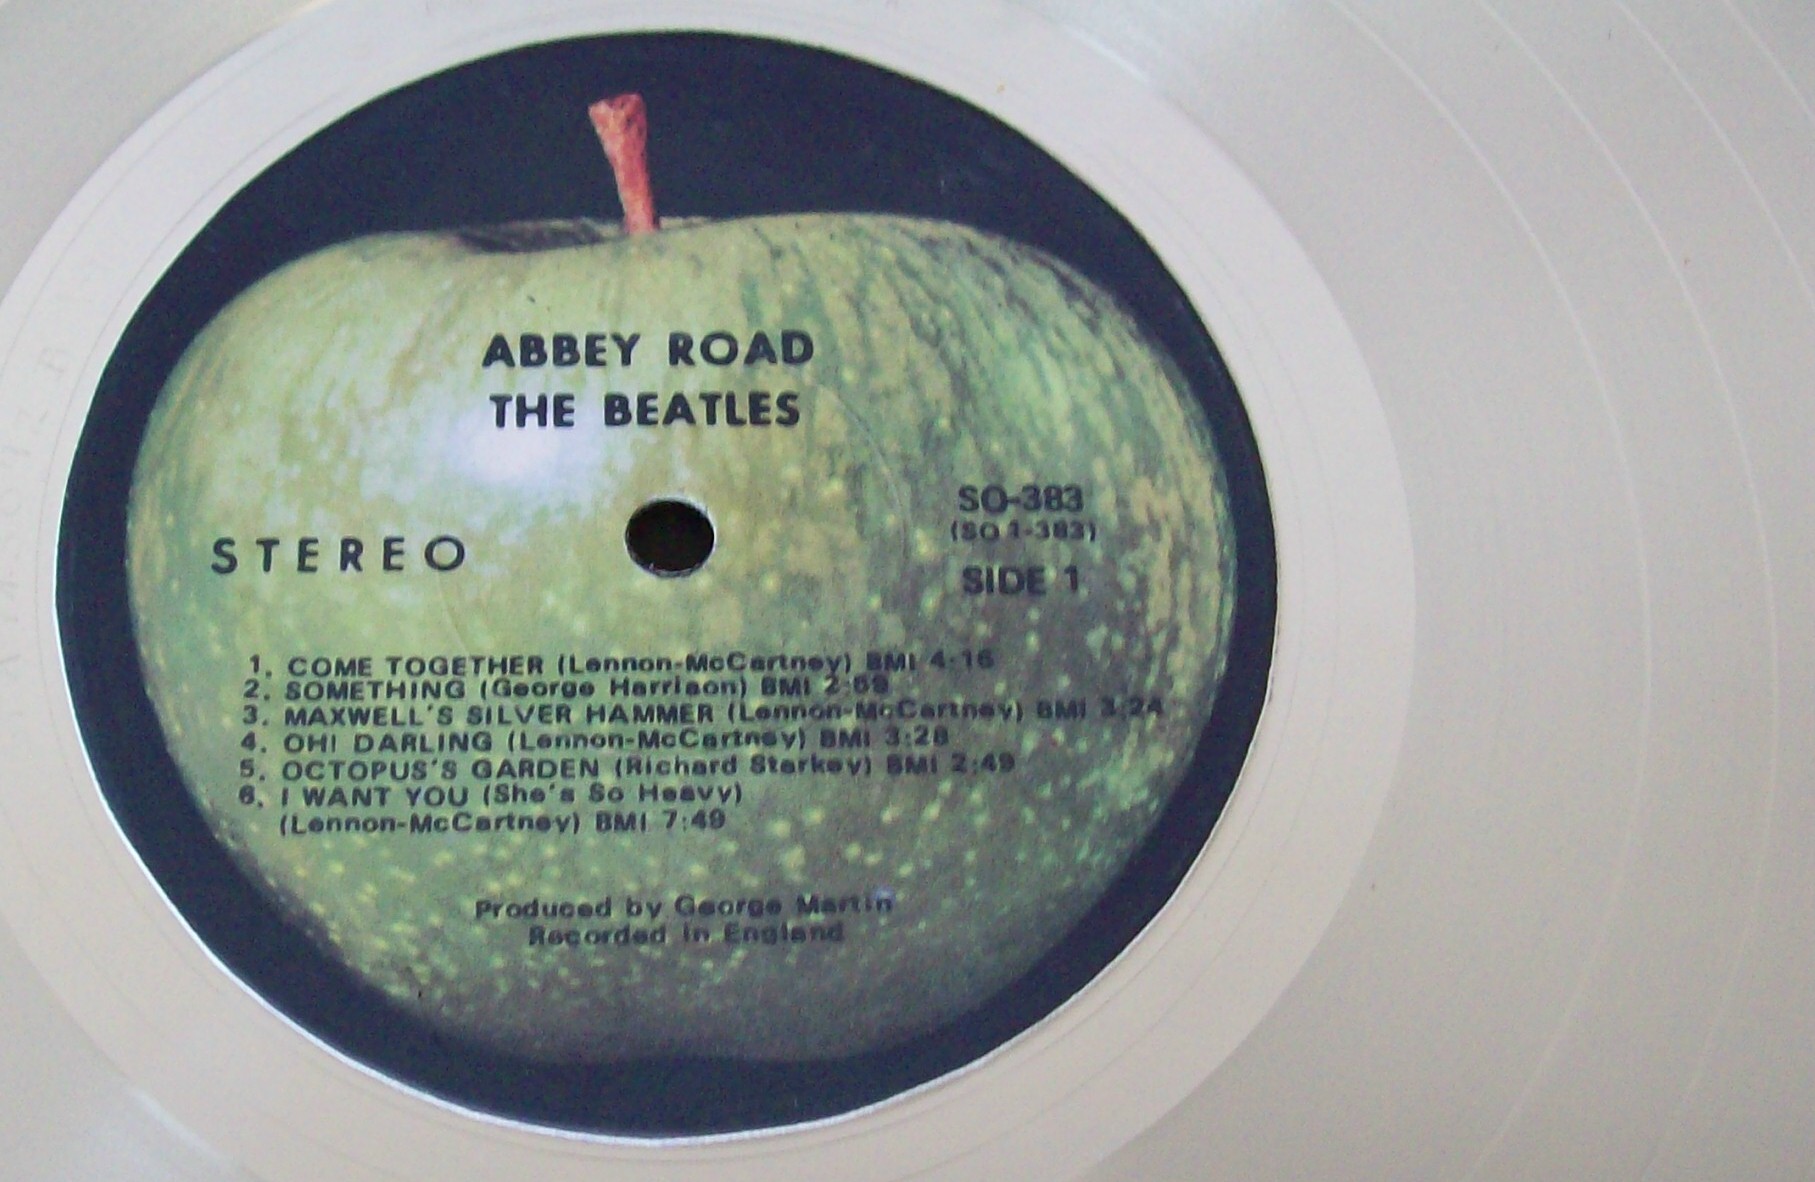 ABBEY ROAD
THE BEATLES
STEREO
SO-383
(SO 1-383)
SIDE 1
1. COME TOGETHER (Lennon-McCartney) BMI 4:16
2. SOMETHING (George Harrison) BMI 2:59
3. MAXWELL'S SILVER HAMMER (Lennon-McCartney) BMI 3:24
4. OH! DARLING (Lennon-McCartney) BMI 3:28
5. OCTOPUS'S GARDEN (Richard Starkey) BMI 2:49
6. I WANT YOU (She's So Heavy)
(Lennon-McCartney) BMI 7:49
Produced by George Martin
Recorded in England